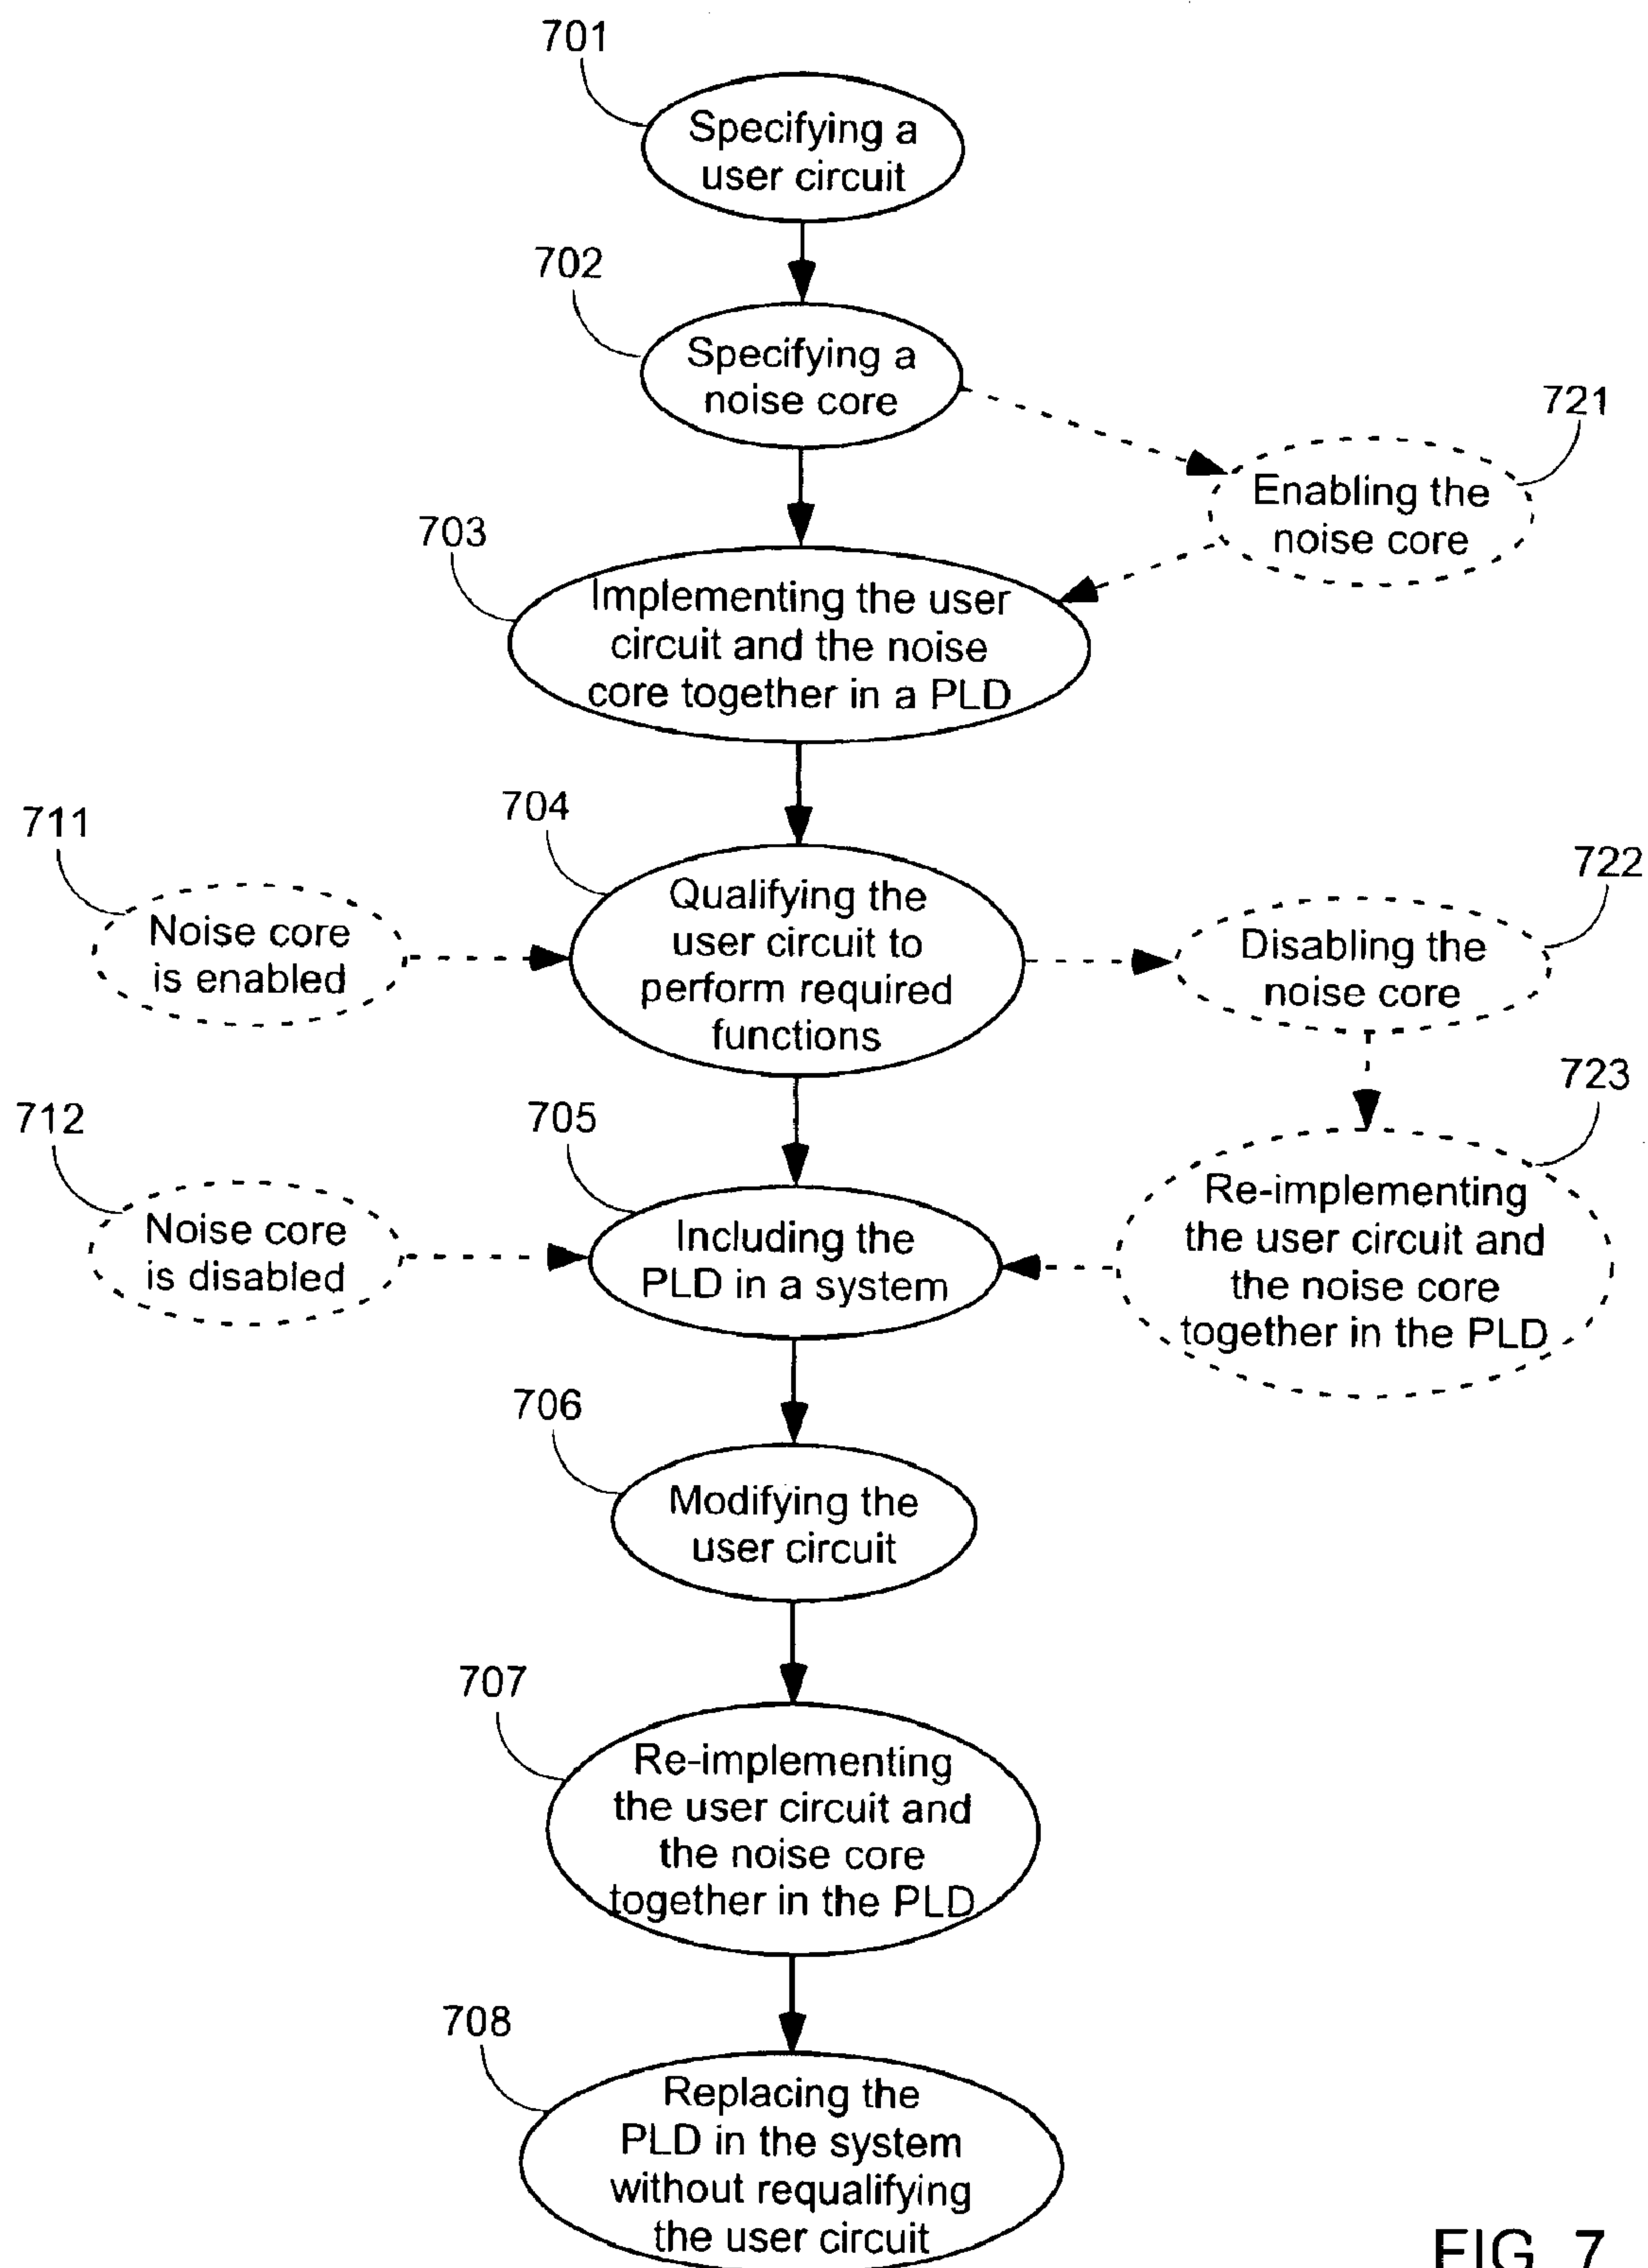 701
Specifying a
user circuit
702
Specifying a
noise core
721
Enabling the
noise core
703
Implementing the user
circuit and the noise
core together in a PLD
711
Noise core
is enabled
704
Qualifying the
user circuit to
perform required
functions
722
Disabling the
noise core
712
Noise core
is disabled
705
Including the
PLD in a system
723
Re-implementing
the user circuit and
the noise core
together in the PLD
706
Modifying the
user circuit
707
Re-implementing
the user circuit and
the noise core
together in the PLD
708
Replacing the
PLD in the system
without requalifying
the user circuit
FIG. 7